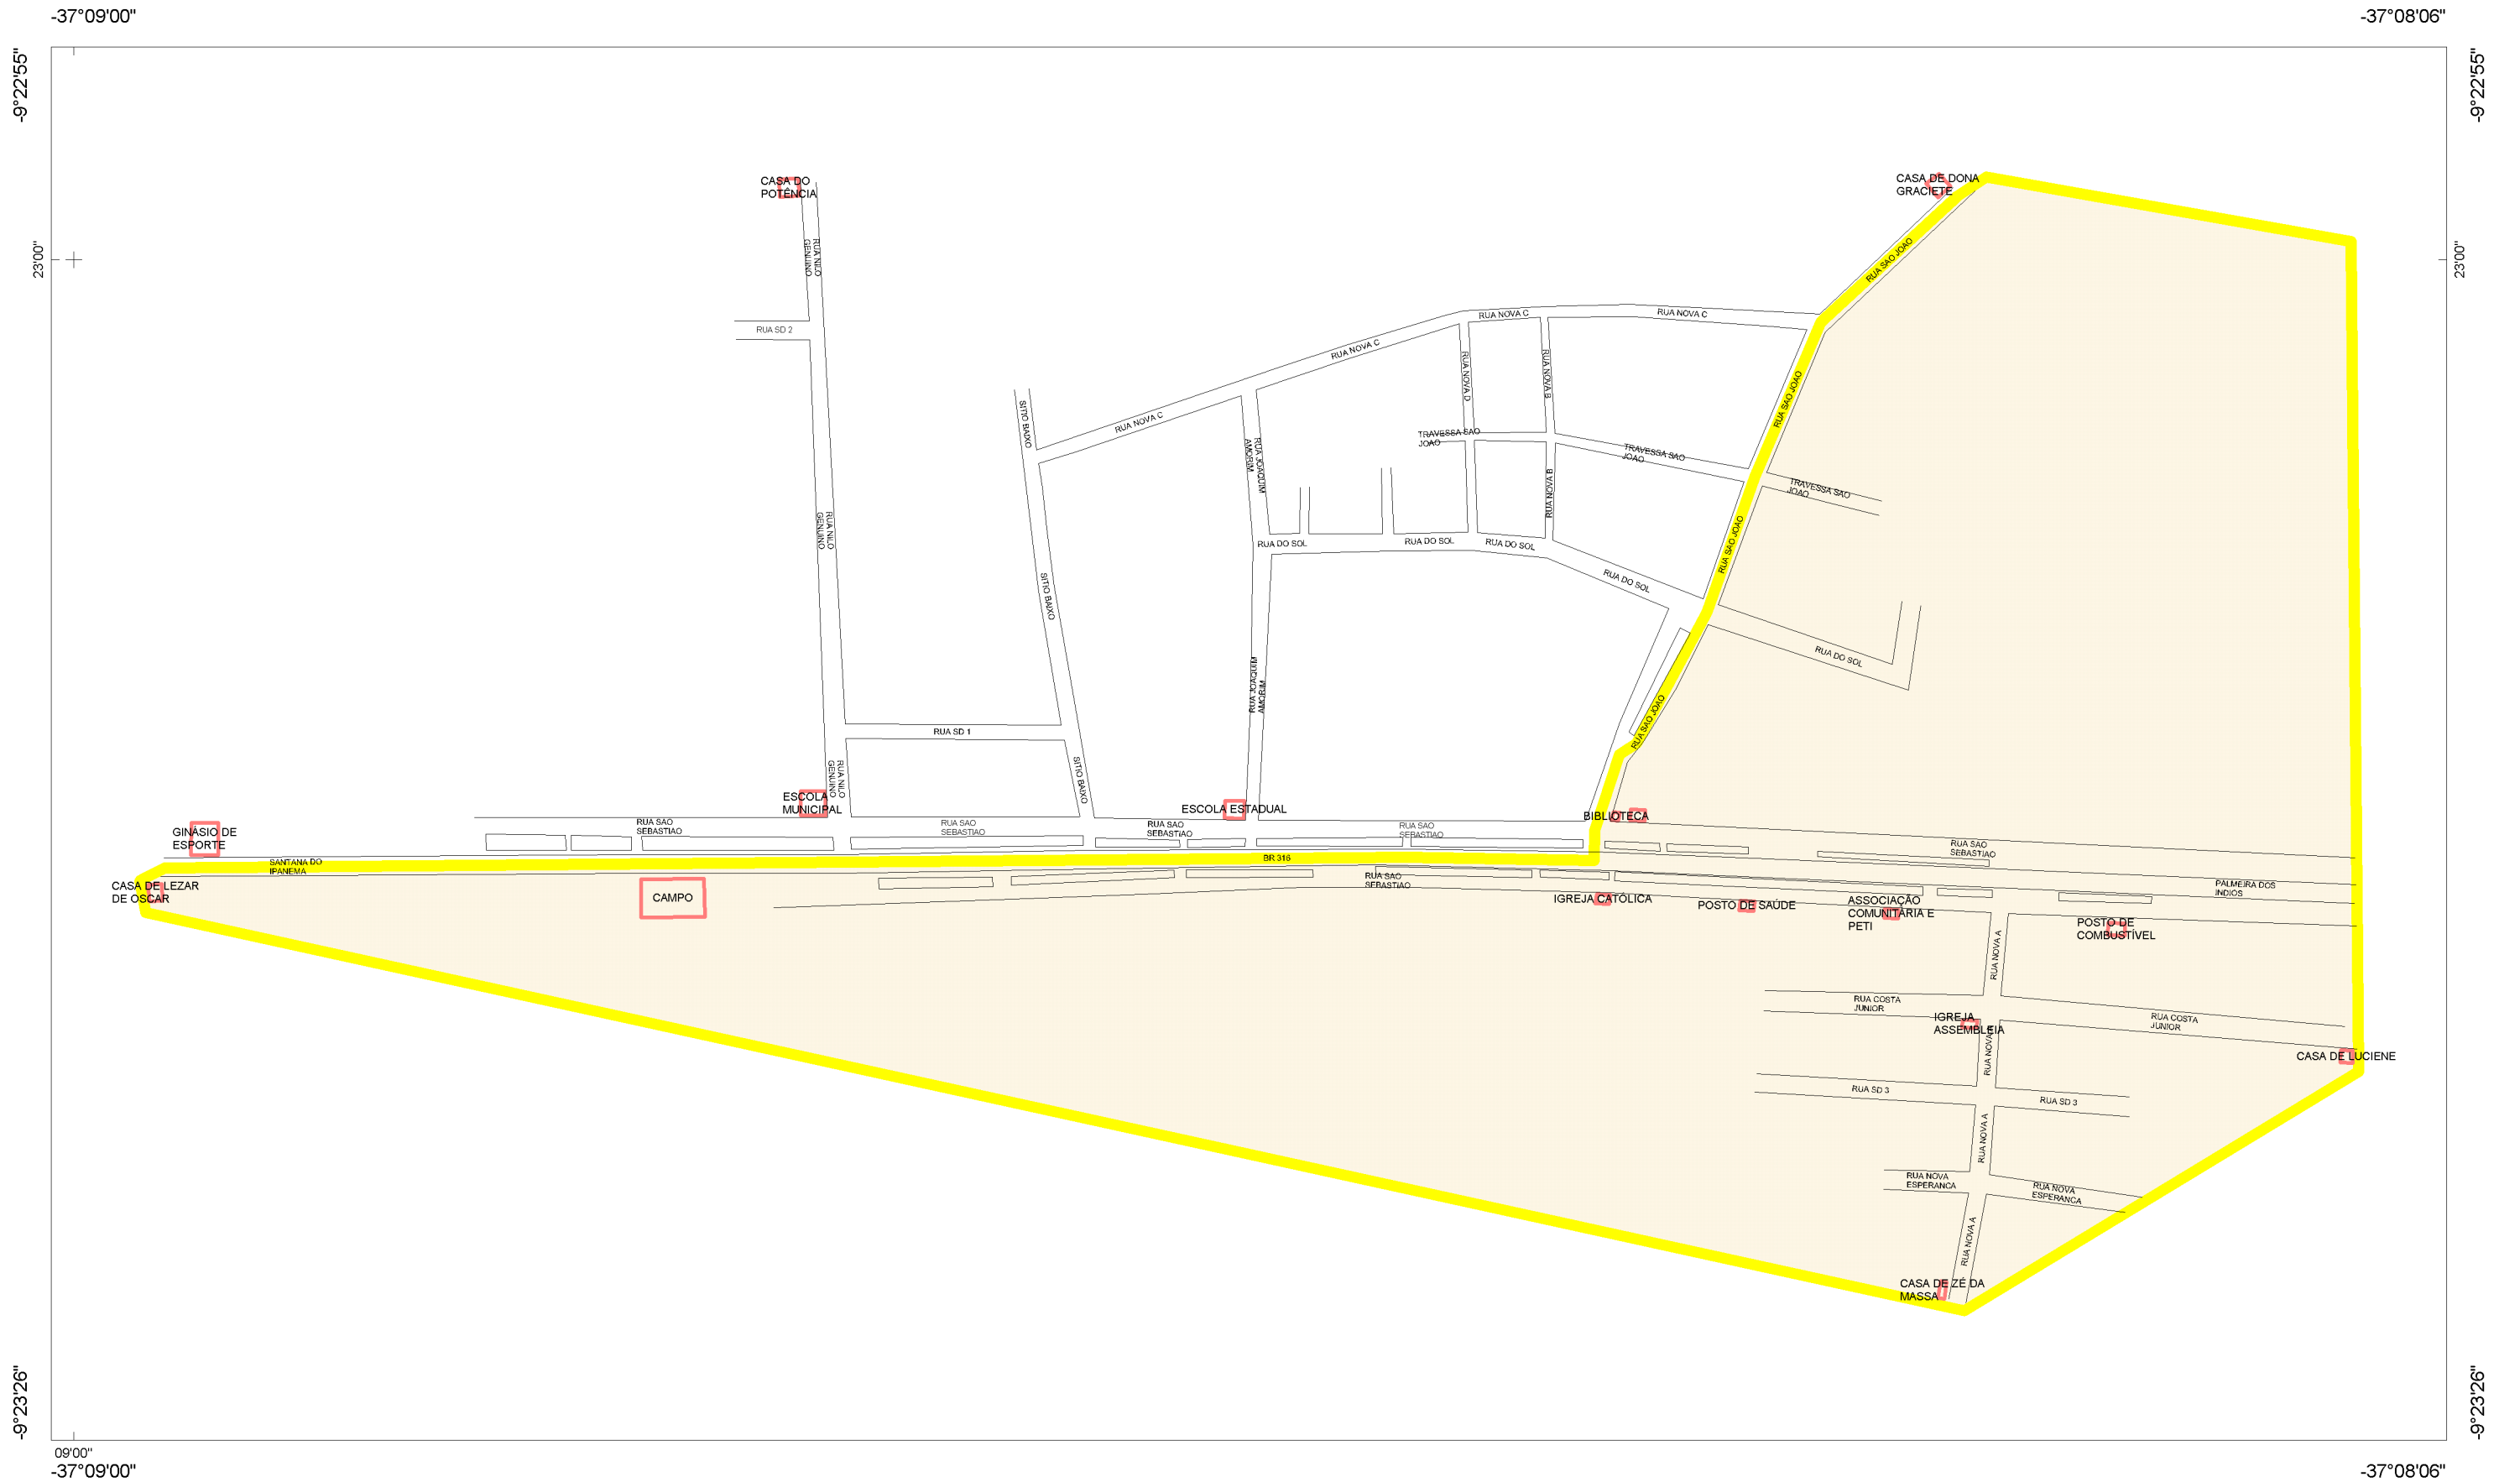 -37°09'00"
-37°08'06"
-9°22'55"
-9°22'55"
CASA DO
POTÊNCIA
CASA DE DONA
GRACIETE
23'00"
23'00"
RUA NILO
GENUINO
RUA SAO JOAO
RUA SD 2
RUA NOVA C
RUA NOVA C
RUA NOVA C
RUA NOVA C
RUA NOVA D
RUA NOVA B
RUA SAO JOAO
SITIO BAIXO
TRAVESSA SAO
JOAO
TRAVESSA SAO
JOAO
TRAVESSA SAO
JOAO
RUA JOAQUIM
AMORIM
RUA NOVA B
RUA NILO
GENUINO
RUA DO SOL
RUA DO SOL
RUA DO SOL
RUA SAO JOAO
RUA DO SOL
SITIO BAIXO
RUA DO SOL
RUA JOAQUIM
AMORIM
RUA SAO JOAO
RUA SD 1
RUA NILO
GENUINO
SITIO BAIXO
ESCOLA
MUNICIPAL
ESCOLA ESTADUAL
BIBLIOTECA
GINÁSIO DE
ESPORTE
RUA SAO
SEBASTIAO
RUA SAO
SEBASTIAO
RUA SAO
SEBASTIAO
RUA SAO
SEBASTIAO
RUA SAO
SEBASTIAO
SANTANA DO
IPANEMA
BR 316
RUA SAO
SEBASTIAO
PALMEIRA DOS
INDIOS
CASA DE LEZAR
DE OSCAR
CAMPO
IGREJA CATÓLICA
POSTO DE SAÚDE
ASSOCIAÇÃO
COMUNITÁRIA E
PETI
POSTO DE
COMBUSTÍVEL
RUA NOVA A
RUA COSTA
JUNIOR
IGREJA
ASSEMBLEIA
RUA COSTA
JUNIOR
RUA NOVA A
CASA DE LUCIENE
RUA SD 3
RUA SD 3
RUA NOVA A
RUA NOVA
ESPERANCA
RUA NOVA
ESPERANCA
RUA NOVA A
CASA DE ZÉ DA
MASSA
-9°23'26"
-9°23'26"
09'00"
-37°09'00"
-37°08'06"